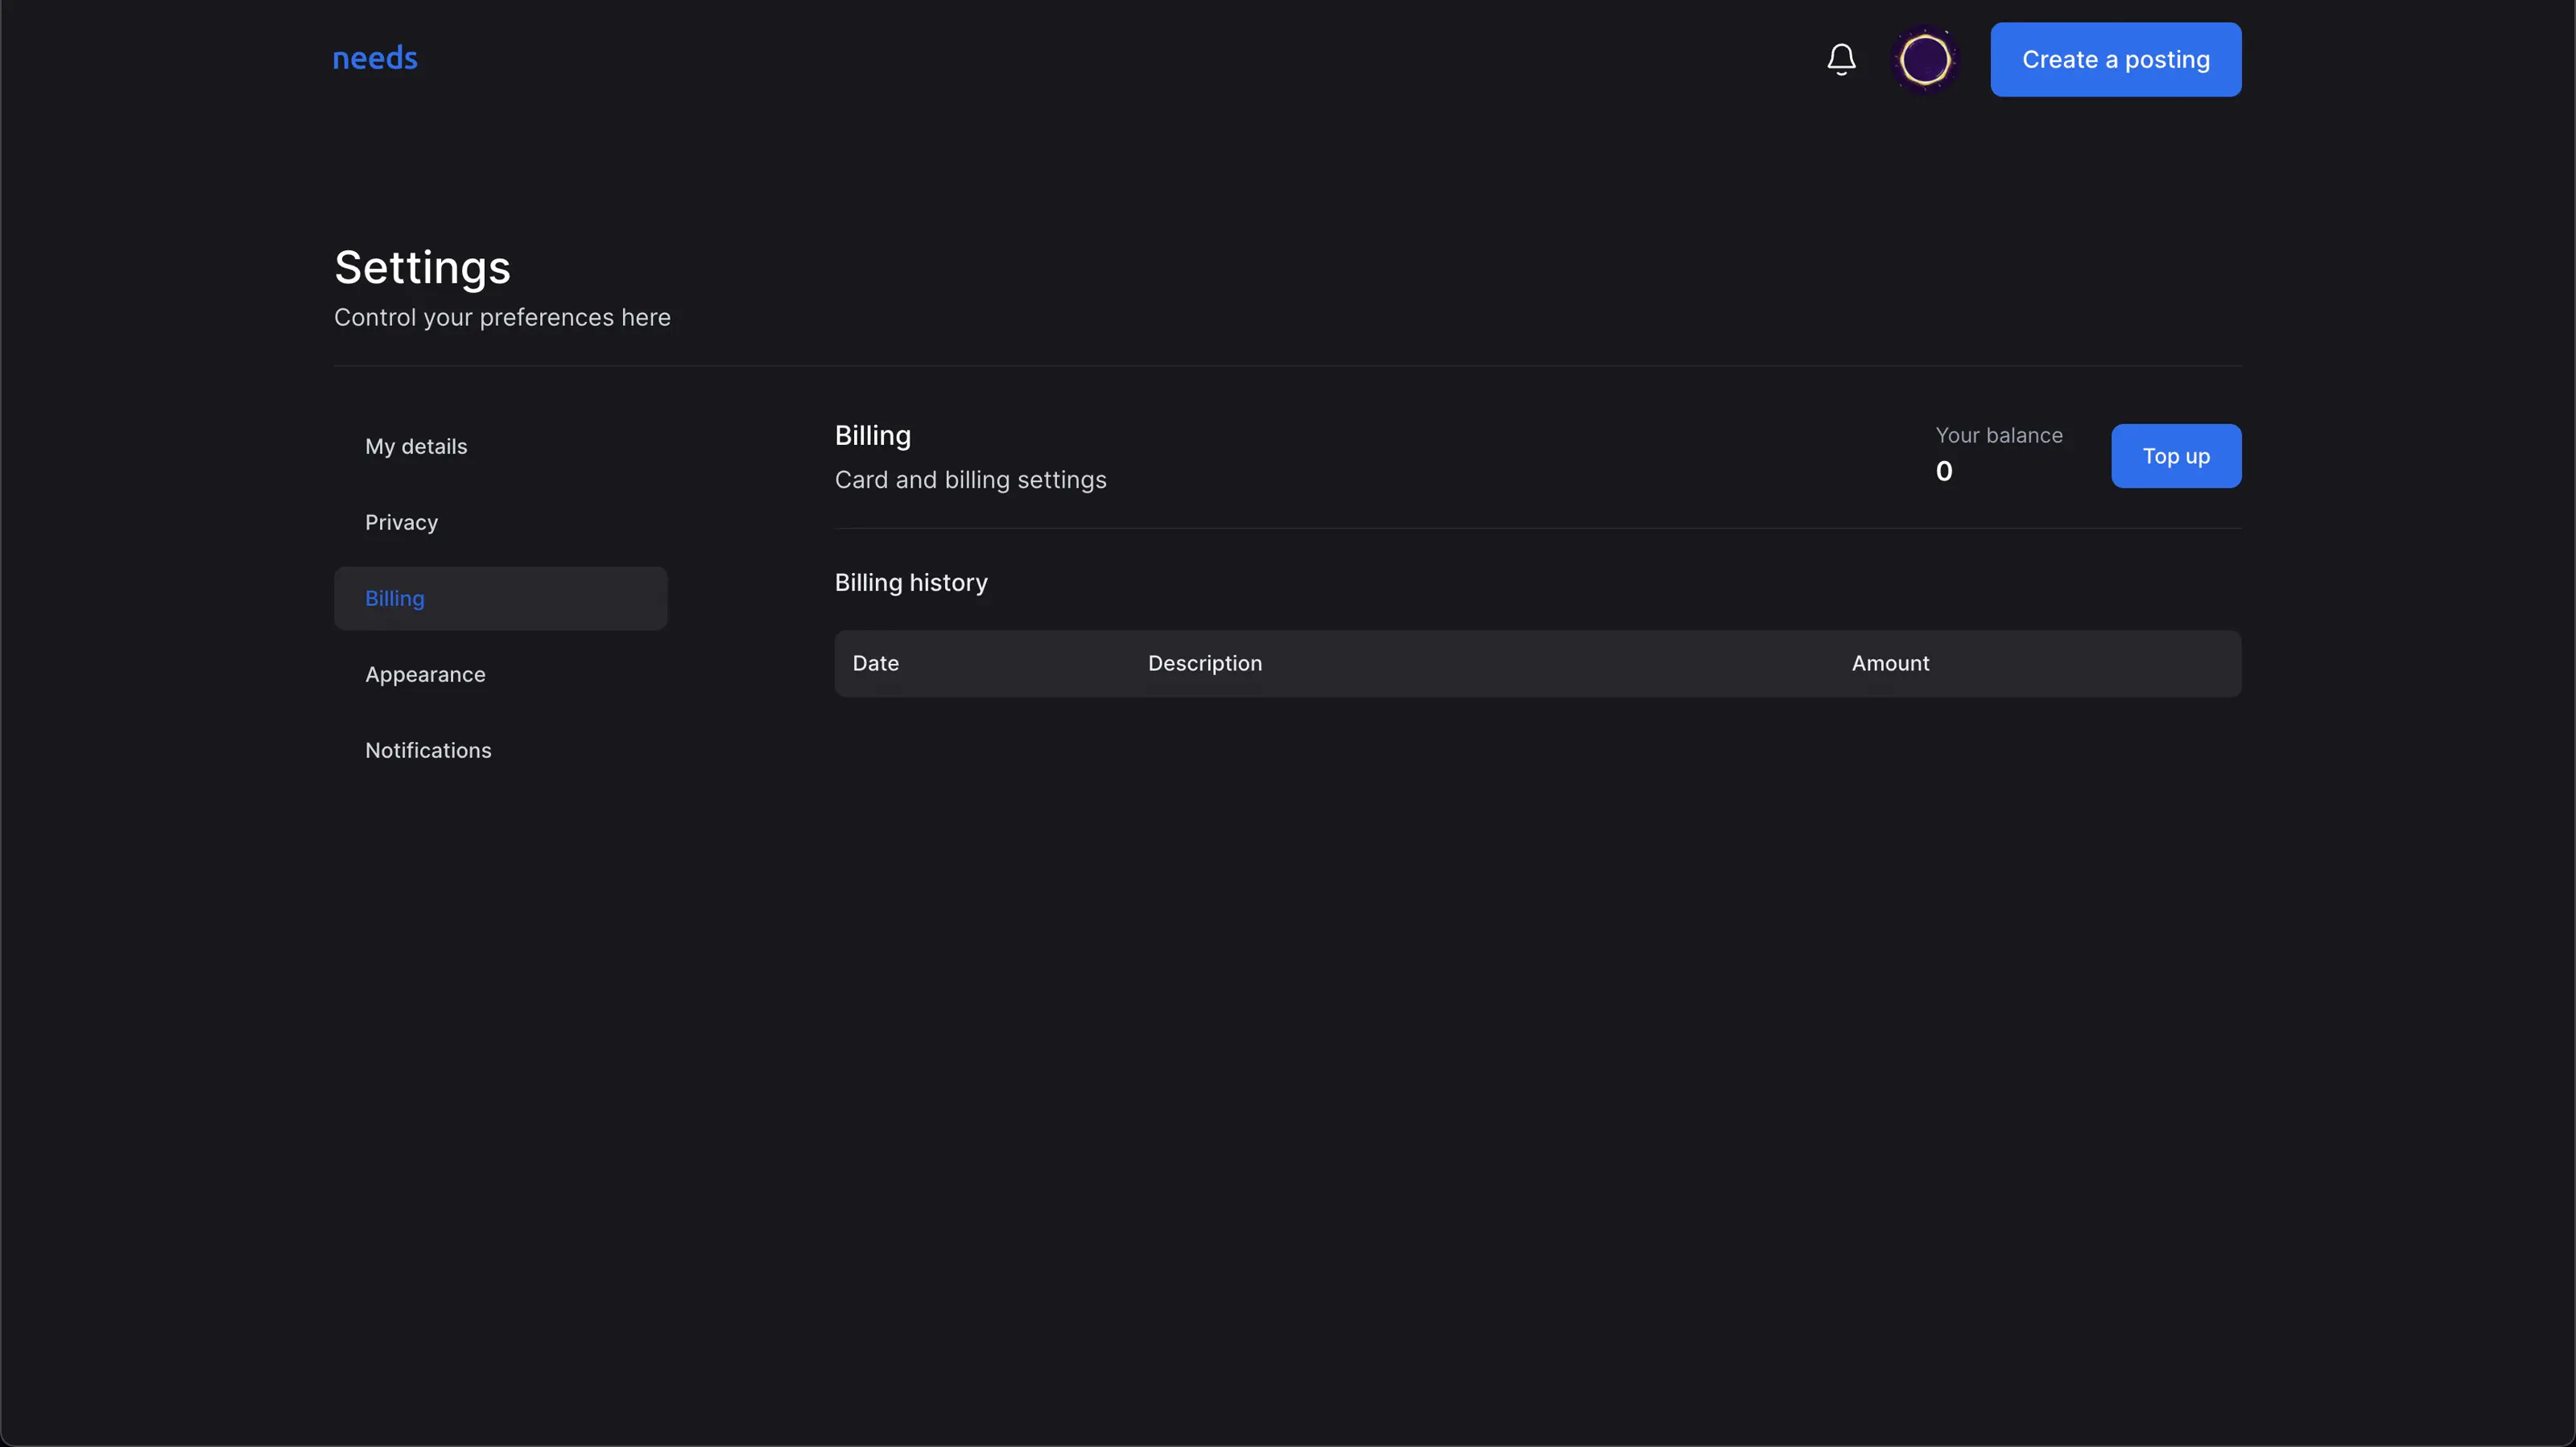 needs
Create a posting
Settings
Control your preferences here
My details
Privacy
Billing
Appearance
Notifications
Billing
Card and billing settings
Your balance
0
Top up
Billing history
Date Description Amount